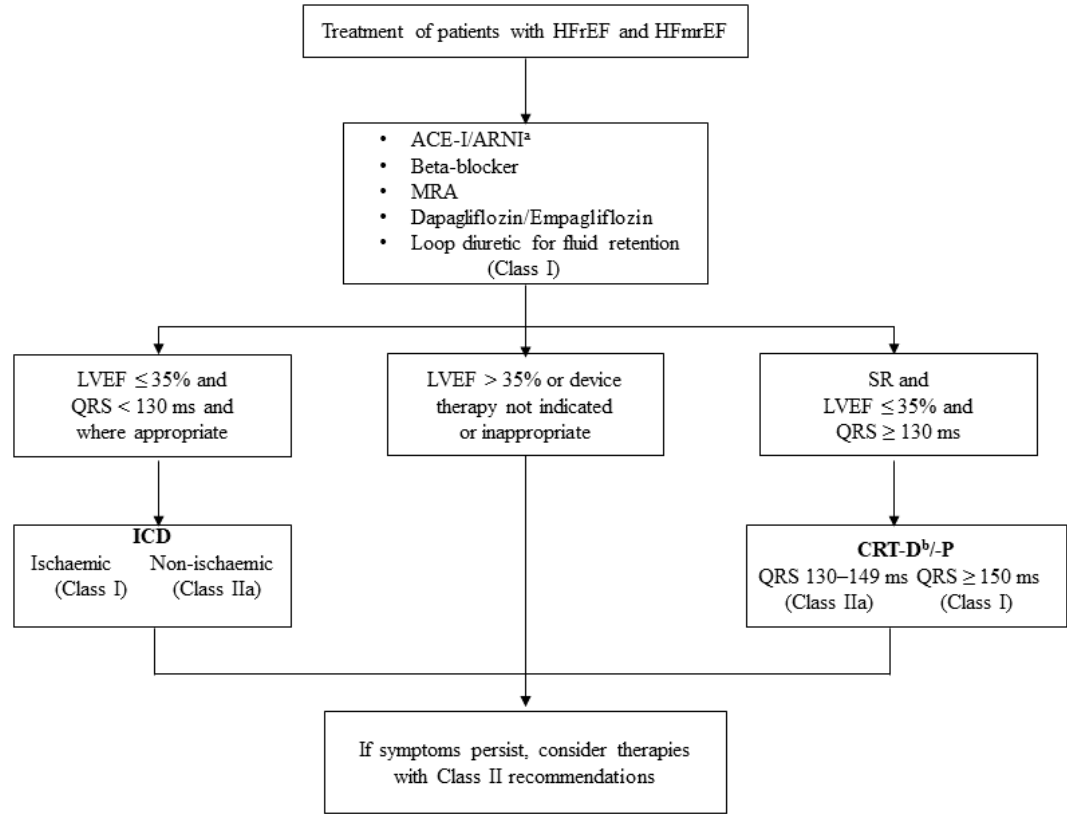 Treatment of patients with HFrEF and HFmrEF
• ACE-I/ARNIᵃ
• Beta-blocker
• MRA
• Dapagliflozin/Empagliflozin
• Loop diuretic for fluid retention
(Class I)
LVEF ≤ 35% and
QRS < 130 ms and
where appropriate
LVEF > 35% or device
therapy not indicated
or inappropriate
SR and
LVEF ≤ 35% and
QRS ≥ 130 ms
ICD
Ischaemic Non-ischaemic
(Class I) (Class IIa)
CRT-Dᵇ/-P
QRS 130–149 ms QRS ≥ 150 ms
(Class IIa) (Class I)
If symptoms persist, consider therapies
with Class II recommendations